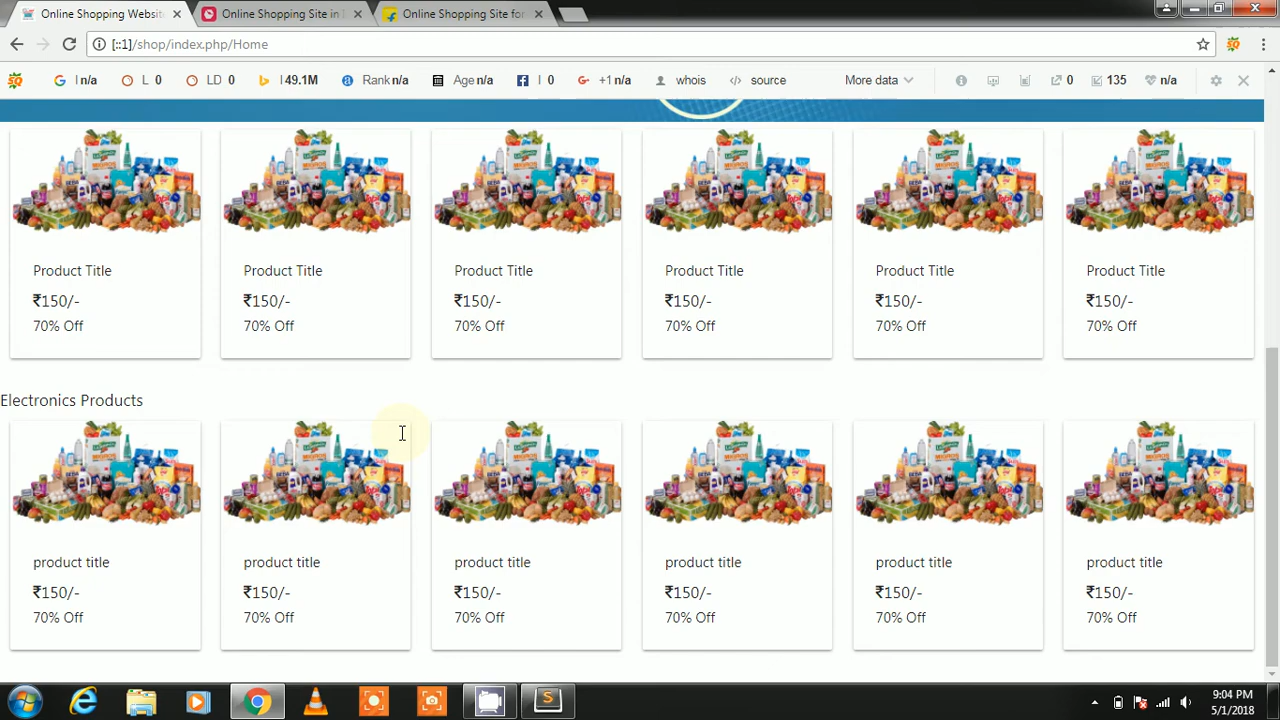 Online Shopping Websit
Online Shopping Site in
Online Shopping Site for
[::1]/shop/index.php/Home
I n/a
L 0
LD 0
I 49.1M
Rank n/a
Age n/a
I 0
+1 n/a
whois
source
More data
0
135
n/a
Product Title Product Title Product Title Product Title Product Title Product Title
₹150/- ₹150/- ₹150/- ₹150/- ₹150/- ₹150/-
70% Off 70% Off 70% Off 70% Off 70% Off 70% Off
Electronics Products
product title product title product title product title product title product title
₹150/- ₹150/- ₹150/- ₹150/- ₹150/- ₹150/-
70% Off 70% Off 70% Off 70% Off 70% Off 70% Off
9:04 PM
5/1/2018